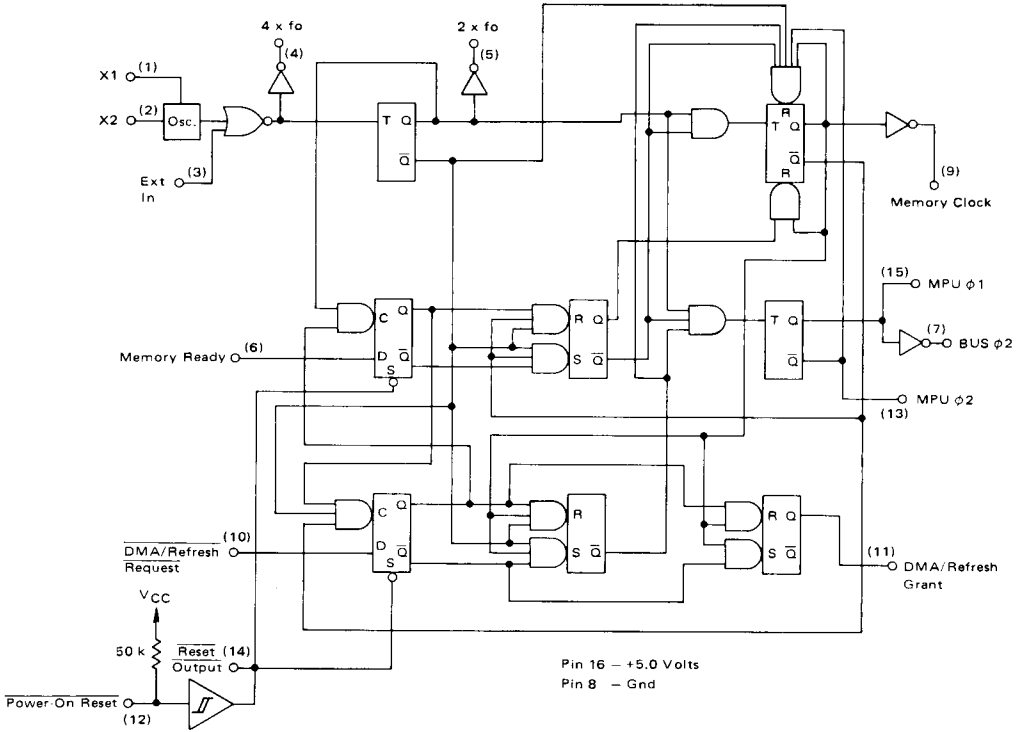 4 × fo
(4)
2 × fo
(5)
X1
(1)
X2
(2)
Osc.
(3)
Ext
In
T Q
Q̅
R
T Q
Q̅
R
(9)
Memory Clock
C Q
D Q̅
S
Memory Ready
(6)
R Q
S Q̅
T Q
Q̅
(15)
MPU ϕ1
(7)
BUS ϕ2
MPU ϕ2
(13)
C Q
D Q̅
S
(10)
DMA/Refresh
Request
R
S Q̅
R Q
S Q̅
(11)
DMA/Refresh
Grant
VCC
50 k
Reset (14)
Output
Power-On Reset
(12)
Pin 16 – +5.0 Volts
Pin 8 – Gnd